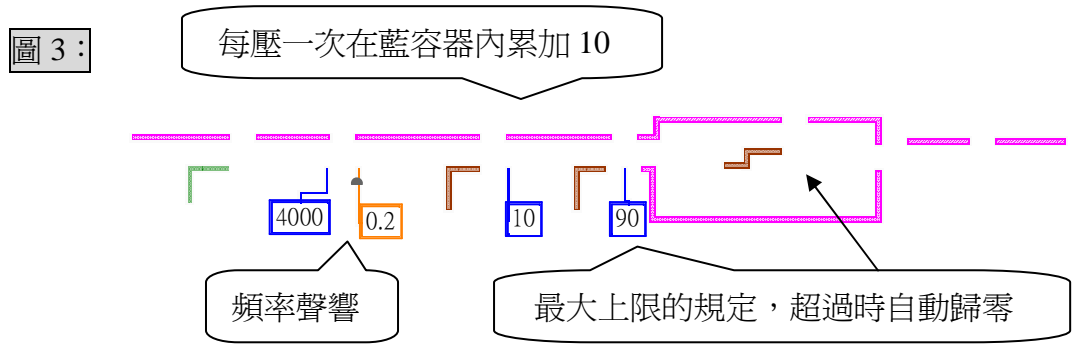 圖 3：
每壓一次在藍容器內累加 10
4000
0.2
10
90
頻率聲響
最大上限的規定，超過時自動歸零